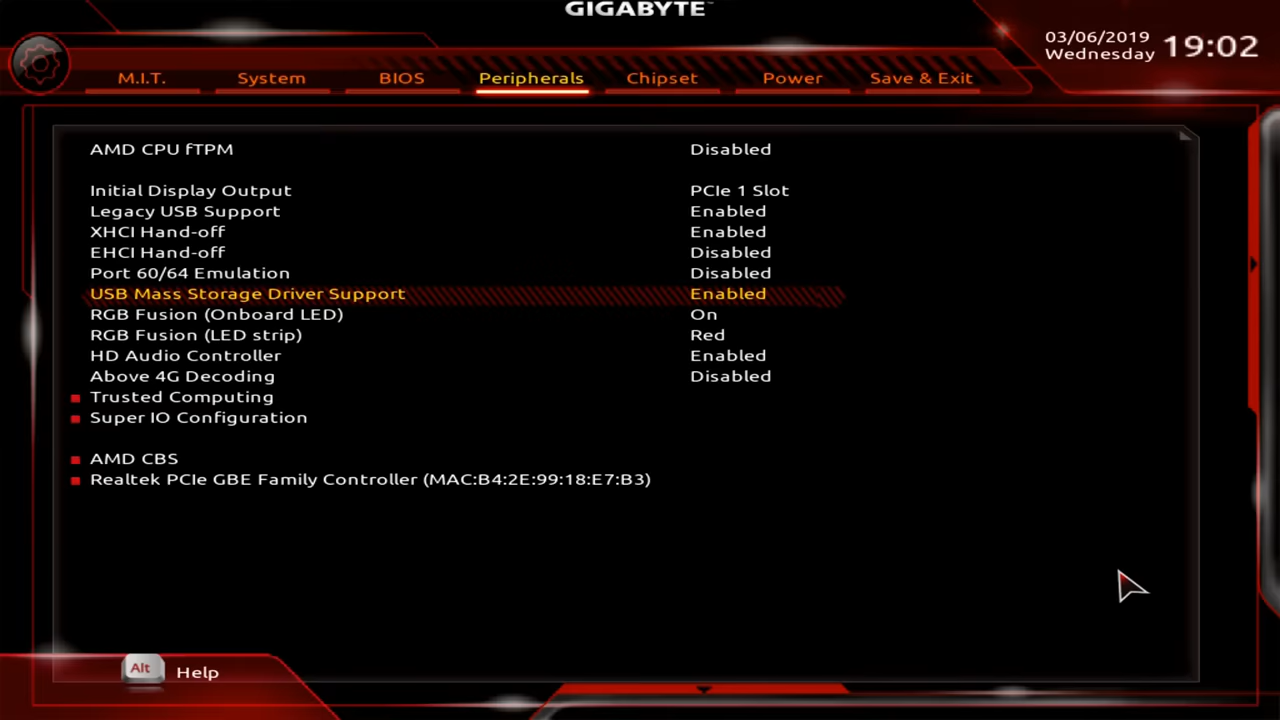 GIGABYTE™
03/06/2019
Wednesday
19:02
M.I.T. System BIOS Peripherals Chipset Power Save & Exit
AMD CPU fTPM Disabled
Initial Display Output PCIe 1 Slot
Legacy USB Support Enabled
XHCI Hand-off Enabled
EHCI Hand-off Disabled
Port 60/64 Emulation Disabled
USB Mass Storage Driver Support Enabled
RGB Fusion (Onboard LED) On
RGB Fusion (LED strip) Red
HD Audio Controller Enabled
Above 4G Decoding Disabled
Trusted Computing
Super IO Configuration
AMD CBS
Realtek PCIe GBE Family Controller (MAC:B4:2E:99:18:E7:B3)
Alt Help